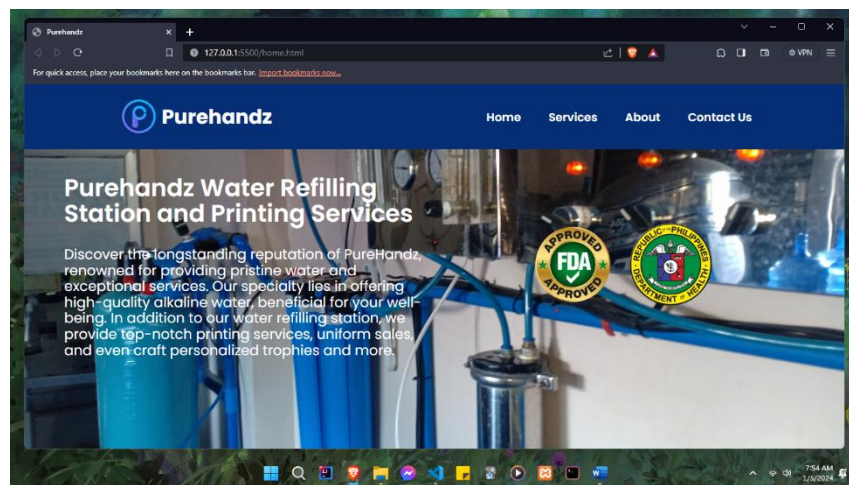 Purehandz
127.0.0.1:5500/home.html
VPN
For quick access, place your bookmarks here on the bookmarks bar. Import bookmarks now...
Purehandz
Home Services About Contact Us
Purehandz Water Refilling
Station and Printing Services
Discover the longstanding reputation of PureHandz,
renowned for providing pristine water and
exceptional services. Our specialty lies in offering
high-quality alkaline water, beneficial for your well-
being. In addition to our water refilling station, we
provide top-notch printing services, uniform sales,
and even craft personalized trophies and more.
APPROVED
FDA
APPROVED
REPUBLIC OF THE PHILIPPINES
DEPARTMENT OF HEALTH
7:54 AM
1/5/2024